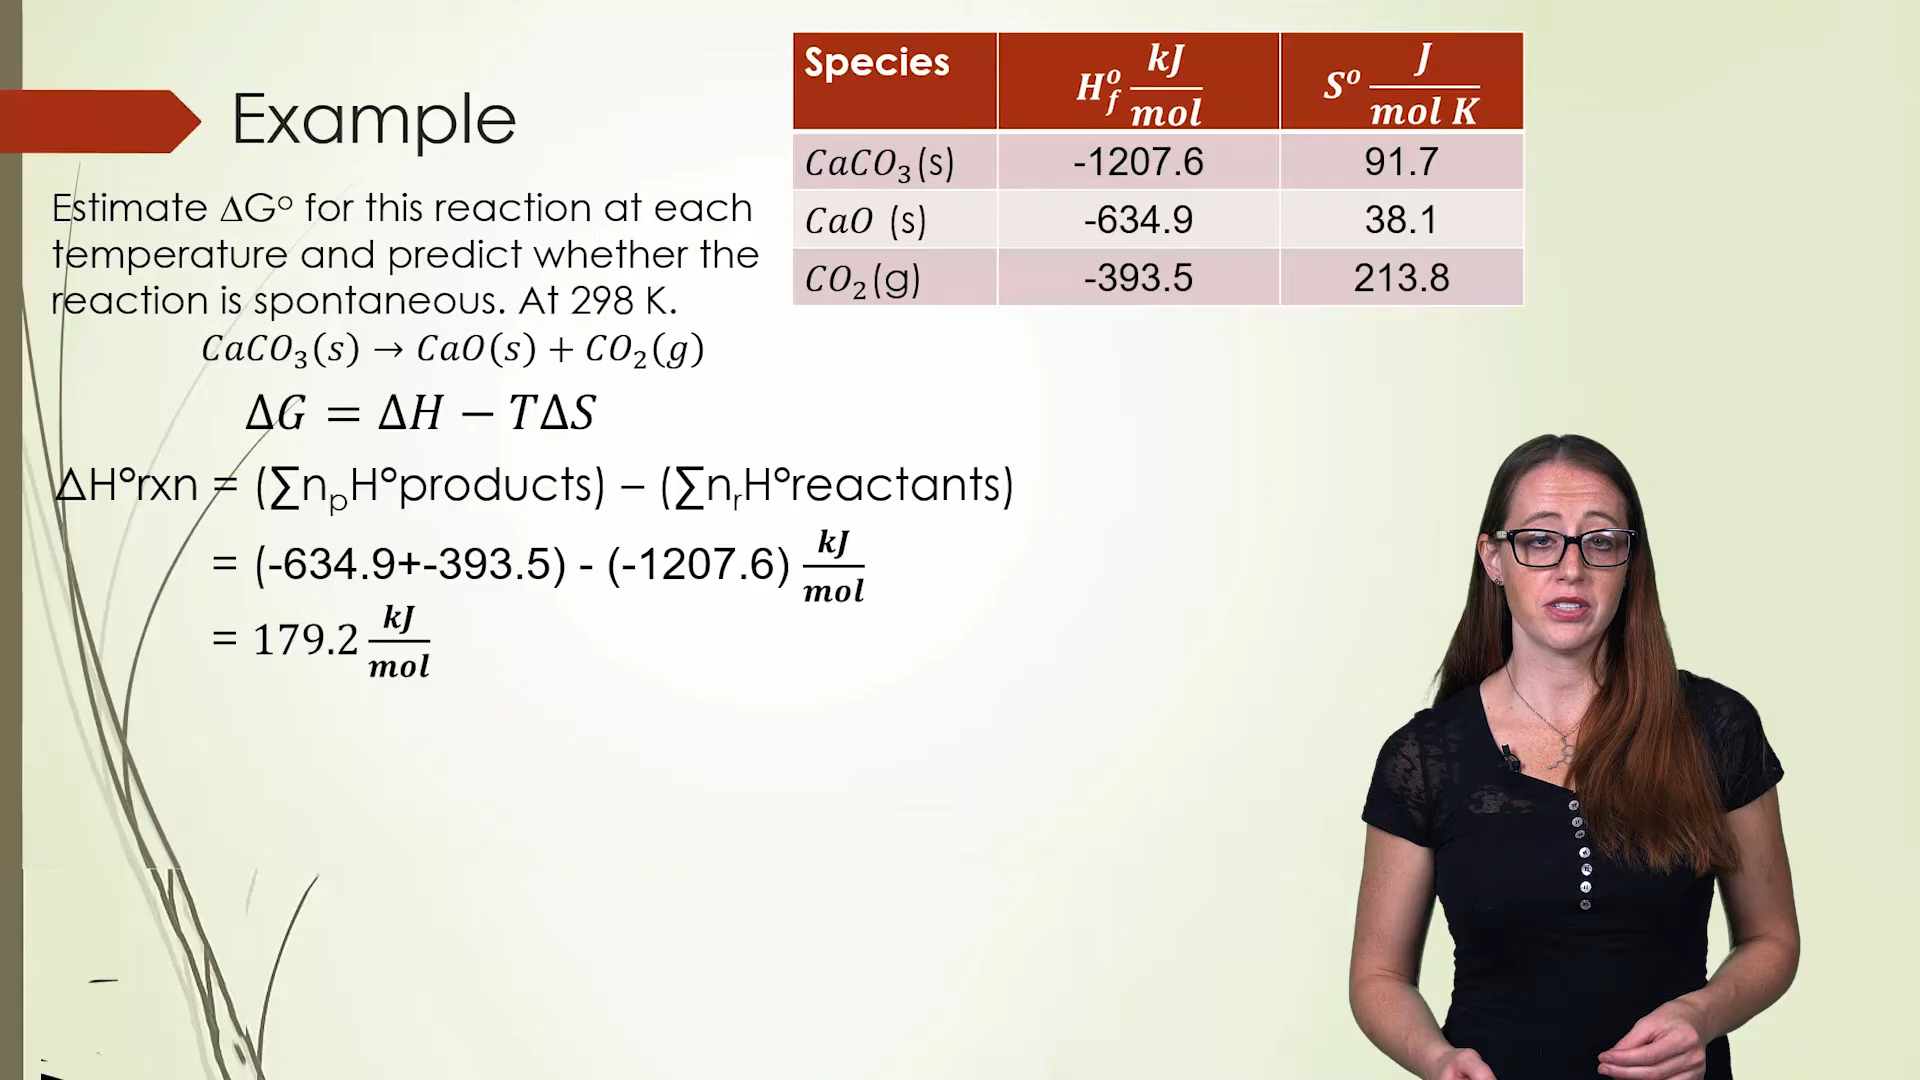 Example
Estimate ΔGᵒ for this reaction at each
temperature and predict whether the
reaction is spontaneous. At 298 K.
CaCO₃(s) → CaO(s) + CO₂(g)
ΔG = ΔH − TΔS
ΔH°rxn = (∑nₚH°products) – (∑nᵣH°reactants)
= (-634.9+-393.5) - (-1207.6) kJ/mol
= 179.2 kJ/mol
Species H°f kJ/mol S° J/mol K
CaCO₃(s) -1207.6 91.7
CaO (s) -634.9 38.1
CO₂(g) -393.5 213.8